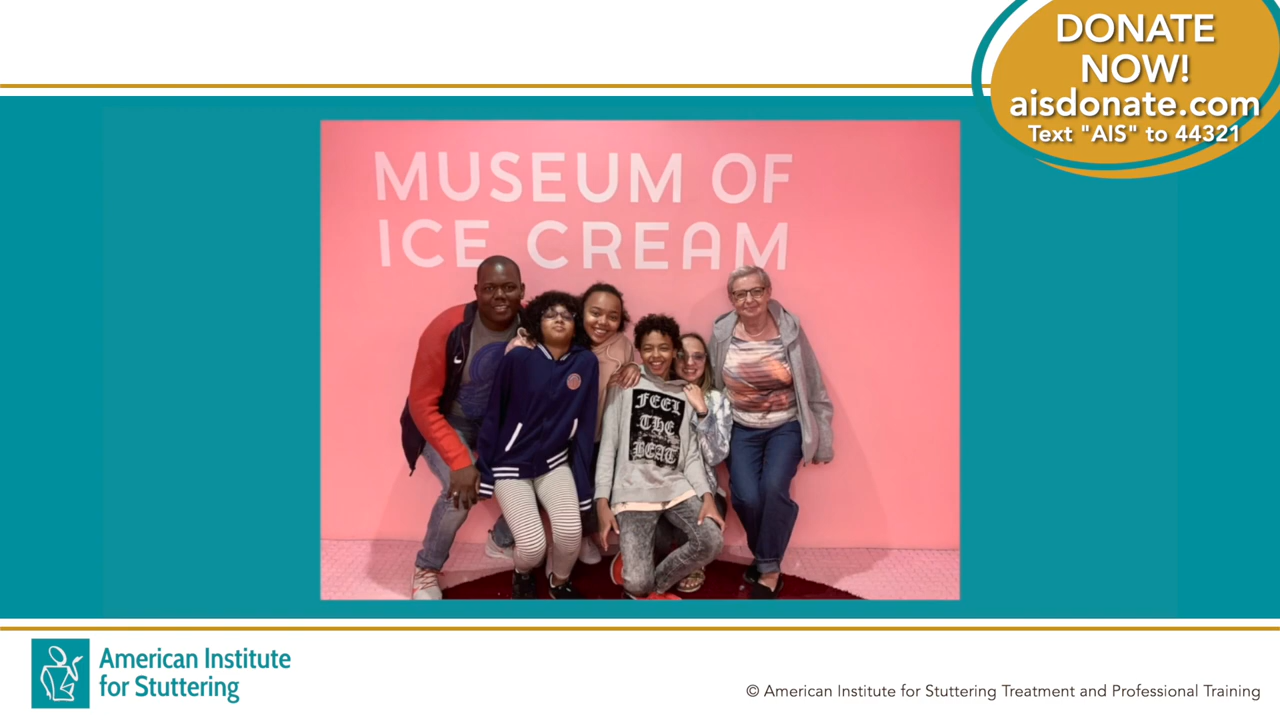 DONATE
NOW!
aisdonate.com
Text "AIS" to 44321
MUSEUM OF
ICE CREAM
FEEL
THE
BEAT
American Institute
for Stuttering
© American Institute for Stuttering Treatment and Professional Training